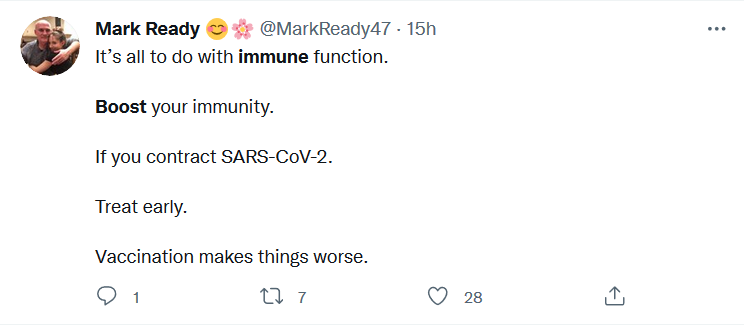 Mark Ready 😊🌸 @MarkReady47 · 15h
It’s all to do with immune function.
Boost your immunity.
If you contract SARS-CoV-2.
Treat early.
Vaccination makes things worse.
1 7 28